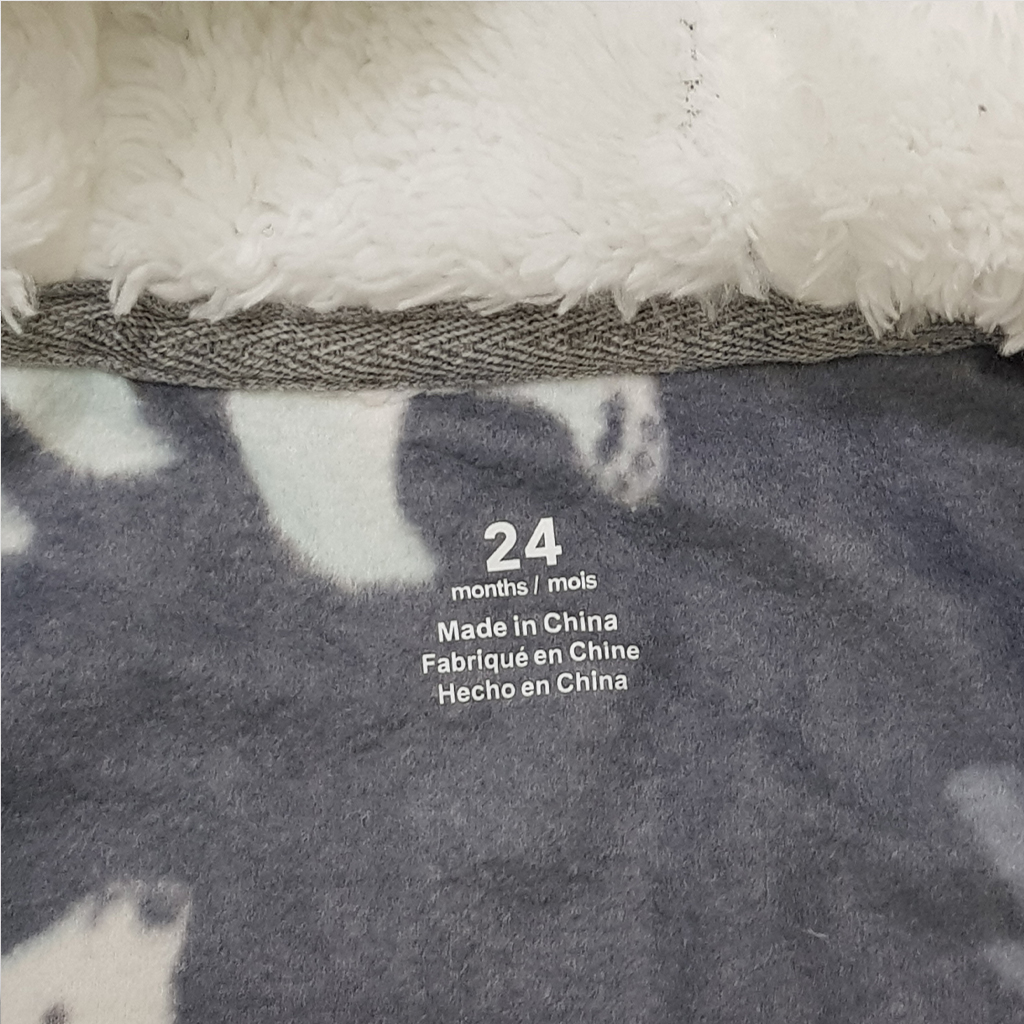 24
months / mois
Made in China
Fabriqué en Chine
Hecho en China